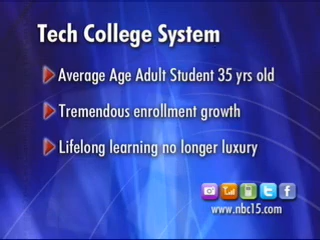 Tech College System
Average Age Adult Student 35 yrs old
Tremendous enrollment growth
Lifelong learning no longer luxury
www.nbc15.com